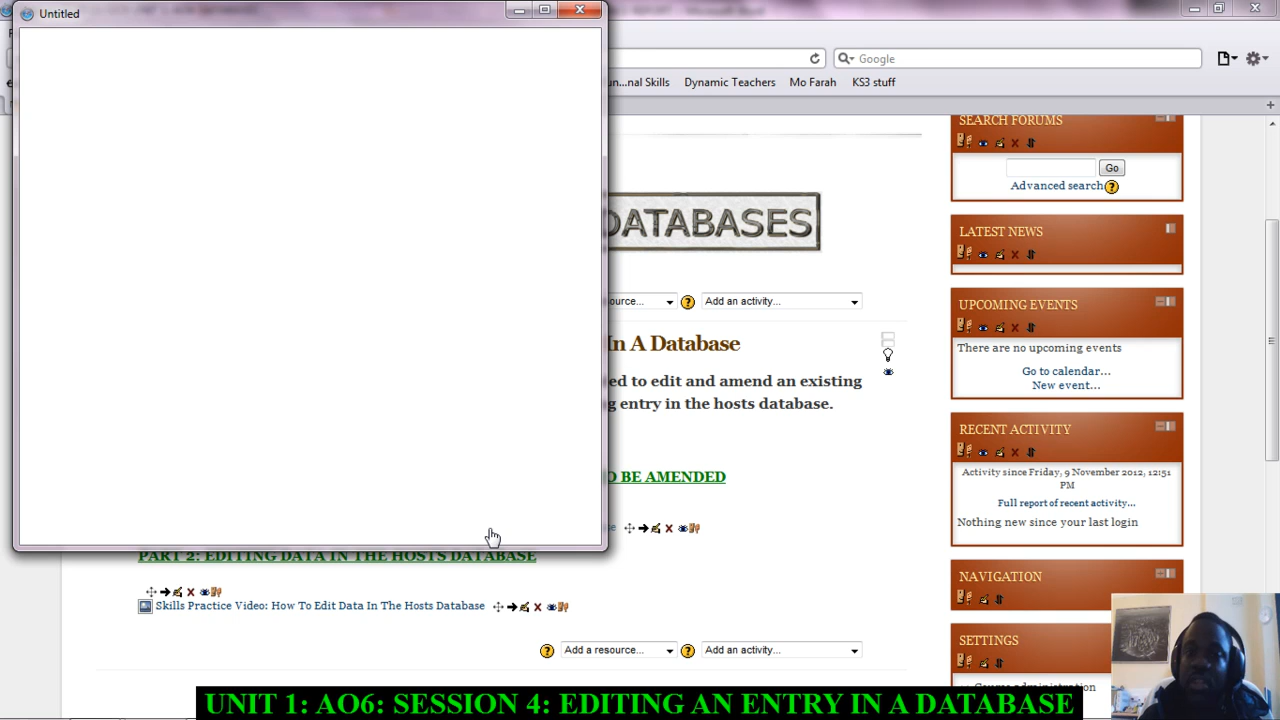 Untitled
Google
un...nal Skills
Dynamic Teachers
Mo Farah
KS3 stuff
SEARCH FORUMS
Go
Advanced search
DATABASES
LATEST NEWS
UPCOMING EVENTS
There are no upcoming events
Go to calendar...
New event...
ource...
Add an activity...
In A Database
ed to edit and amend an existing
g entry in the hosts database.
RECENT ACTIVITY
Activity since Friday, 9 November 2012, 12:51
PM
Full report of recent activity...
Nothing new since your last login
O BE AMENDED
PART 2: EDITING DATA IN THE HOSTS DATABASE
Skills Practice Video: How To Edit Data In The Hosts Database
NAVIGATION
SETTINGS
Add a resource...
Add an activity...
Course administration
UNIT 1: AO6: SESSION 4: EDITING AN ENTRY IN A DATABASE